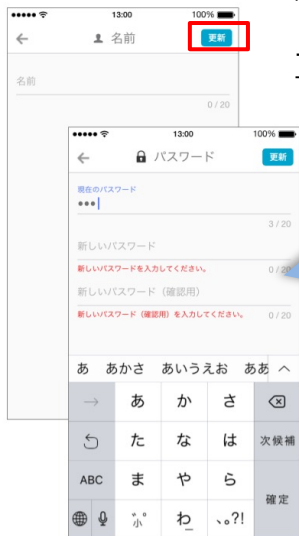 13:00 100%
名前 更新
名前
0 / 20
13:00 100%
パスワード 更新
現在のパスワード
●●●
3 / 20
新しいパスワード
新しいパスワードを入力してください。 0 / 20
新しいパスワード（確認用）
新しいパスワード（確認用）を入力してください。 0 / 20
あ あかさ あいうえお ああ
→ あ か さ
た な は 次候補
ABC ま や ら
小゛゜ わ 、。?! 確定